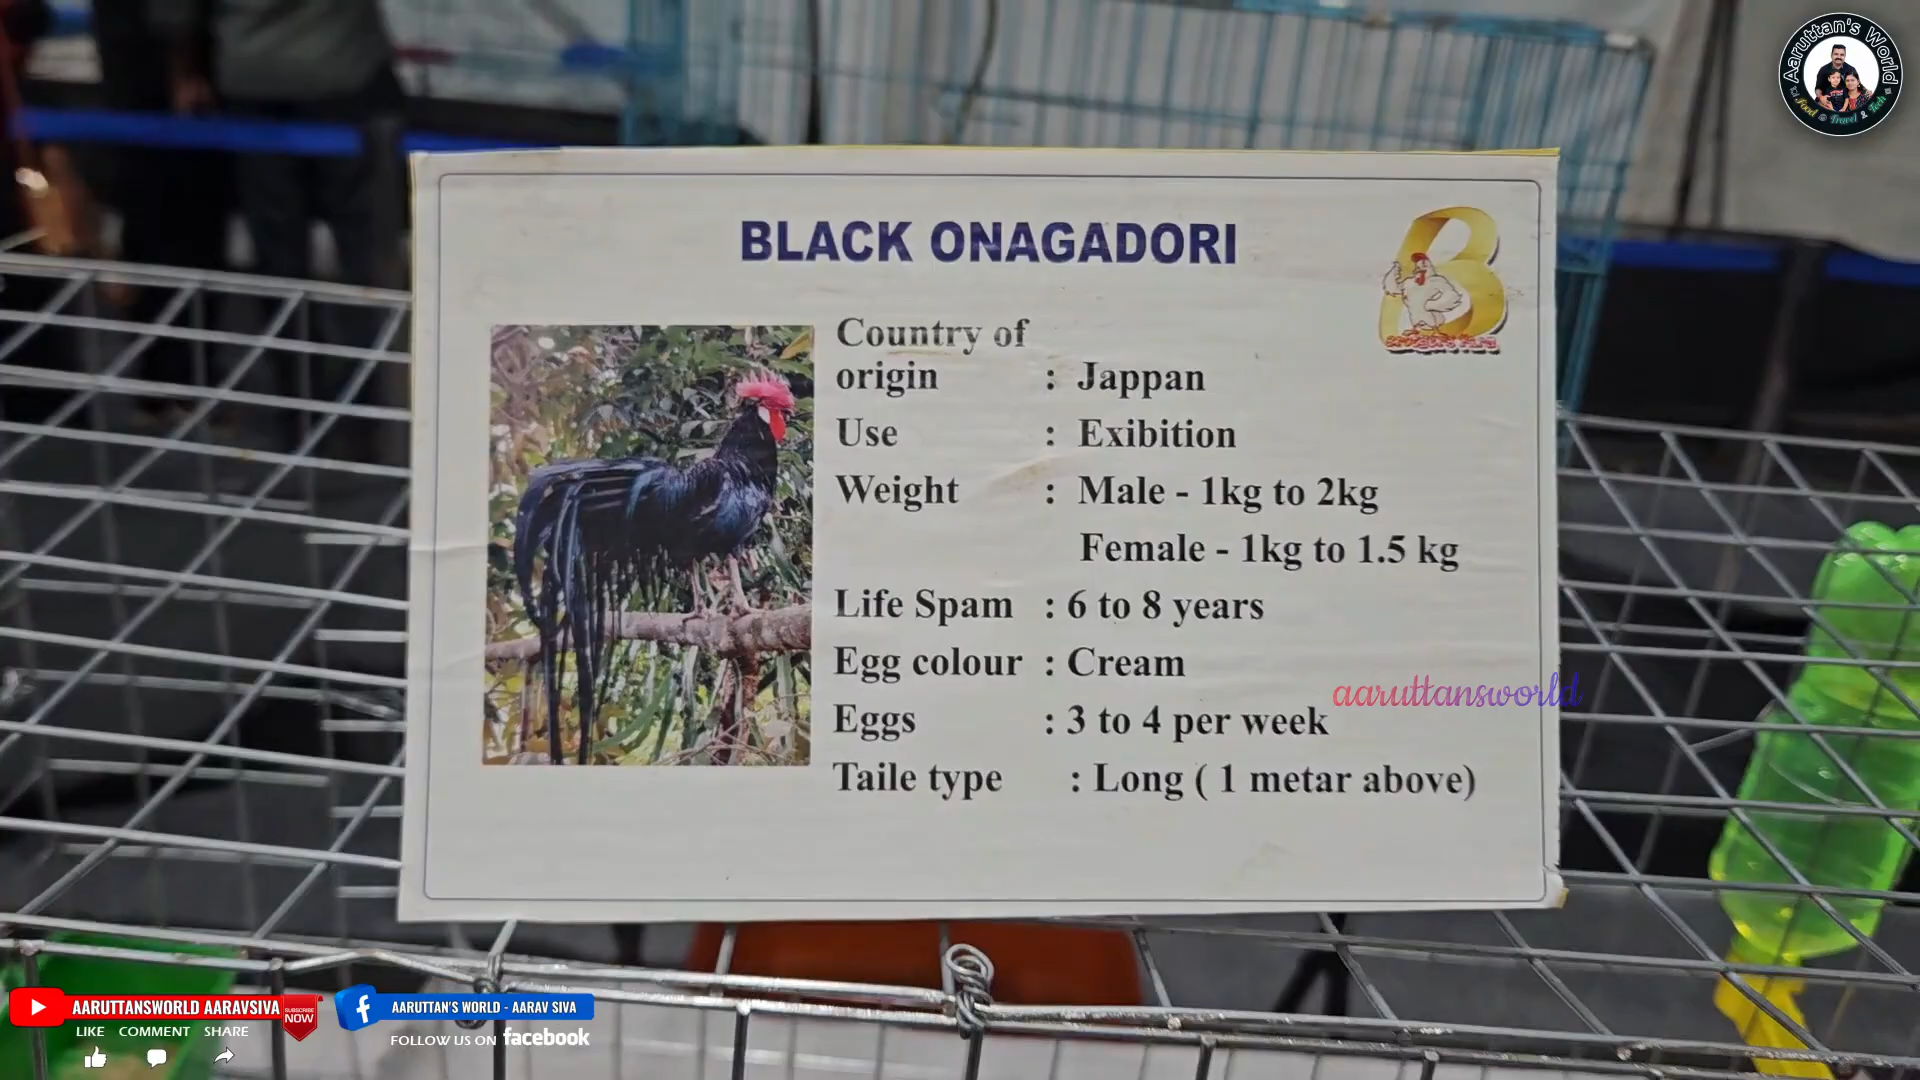 Aaruttan's World
Food Travel & Tech
BLACK ONAGADORI
Country of
origin : Jappan
Use : Exibition
Weight : Male - 1kg to 2kg
Female - 1kg to 1.5 kg
Life Spam : 6 to 8 years
Egg colour : Cream
aaruttansworld
Eggs : 3 to 4 per week
Taile type : Long ( 1 metar above)
AARUTTANSWORLD AARAVSIVA
SUBSCRIBE
NOW
LIKE COMMENT SHARE
AARUTTAN'S WORLD - AARAV SIVA
FOLLOW US ON facebook